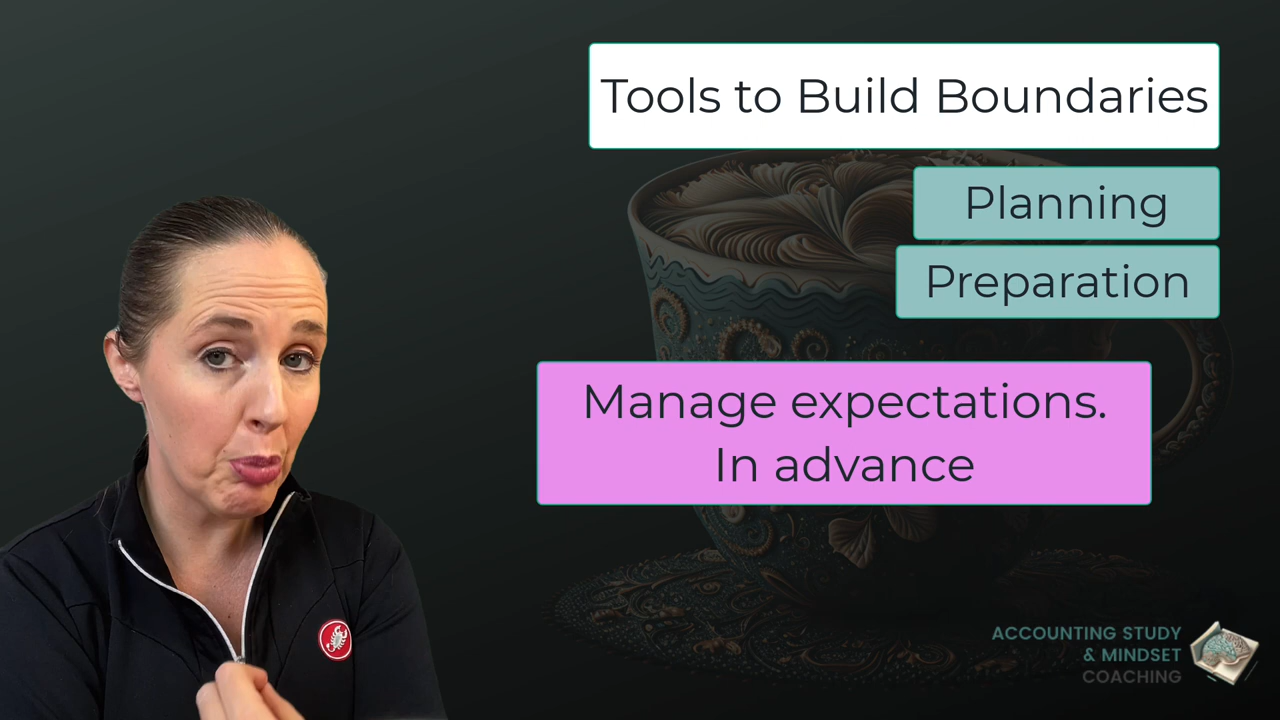 Tools to Build Boundaries
Planning
Preparation
Manage expectations.
In advance
ACCOUNTING STUDY
& MINDSET
COACHING